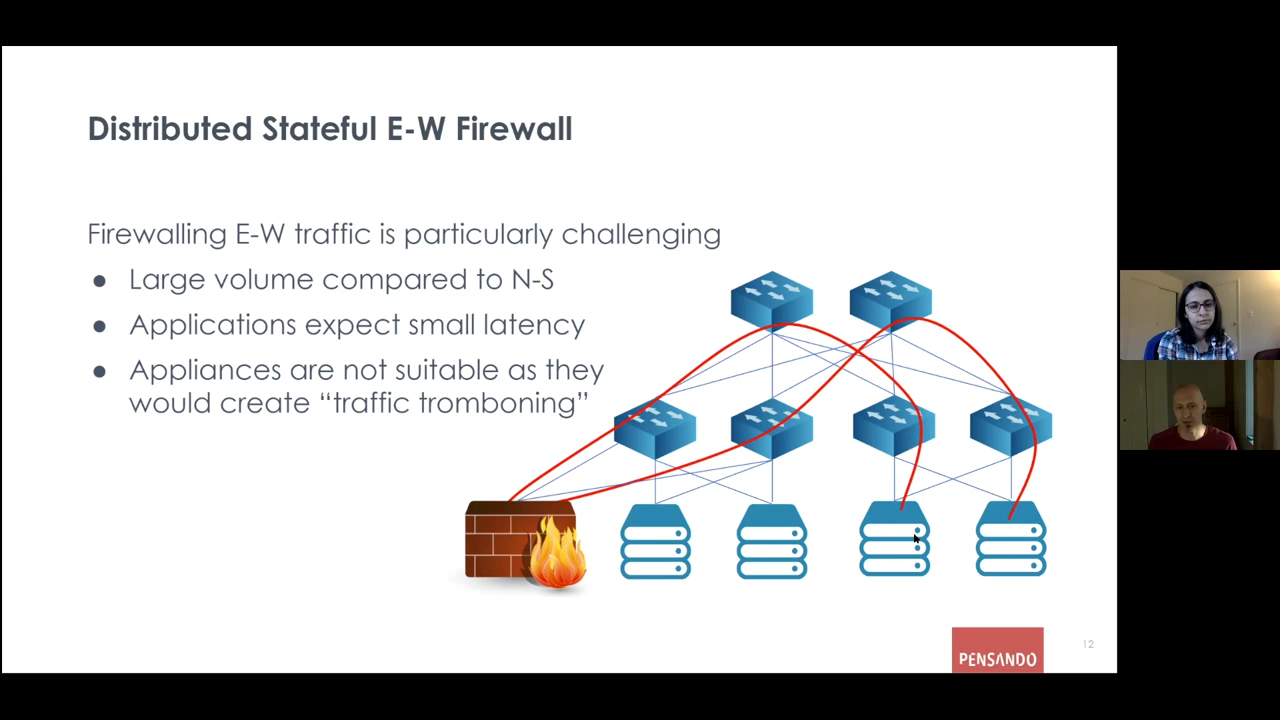 Distributed Stateful E-W Firewall
Firewalling E-W traffic is particularly challenging
● Large volume compared to N-S
● Applications expect small latency
● Appliances are not suitable as they
would create “traffic tromboning”
PENSANDO
12